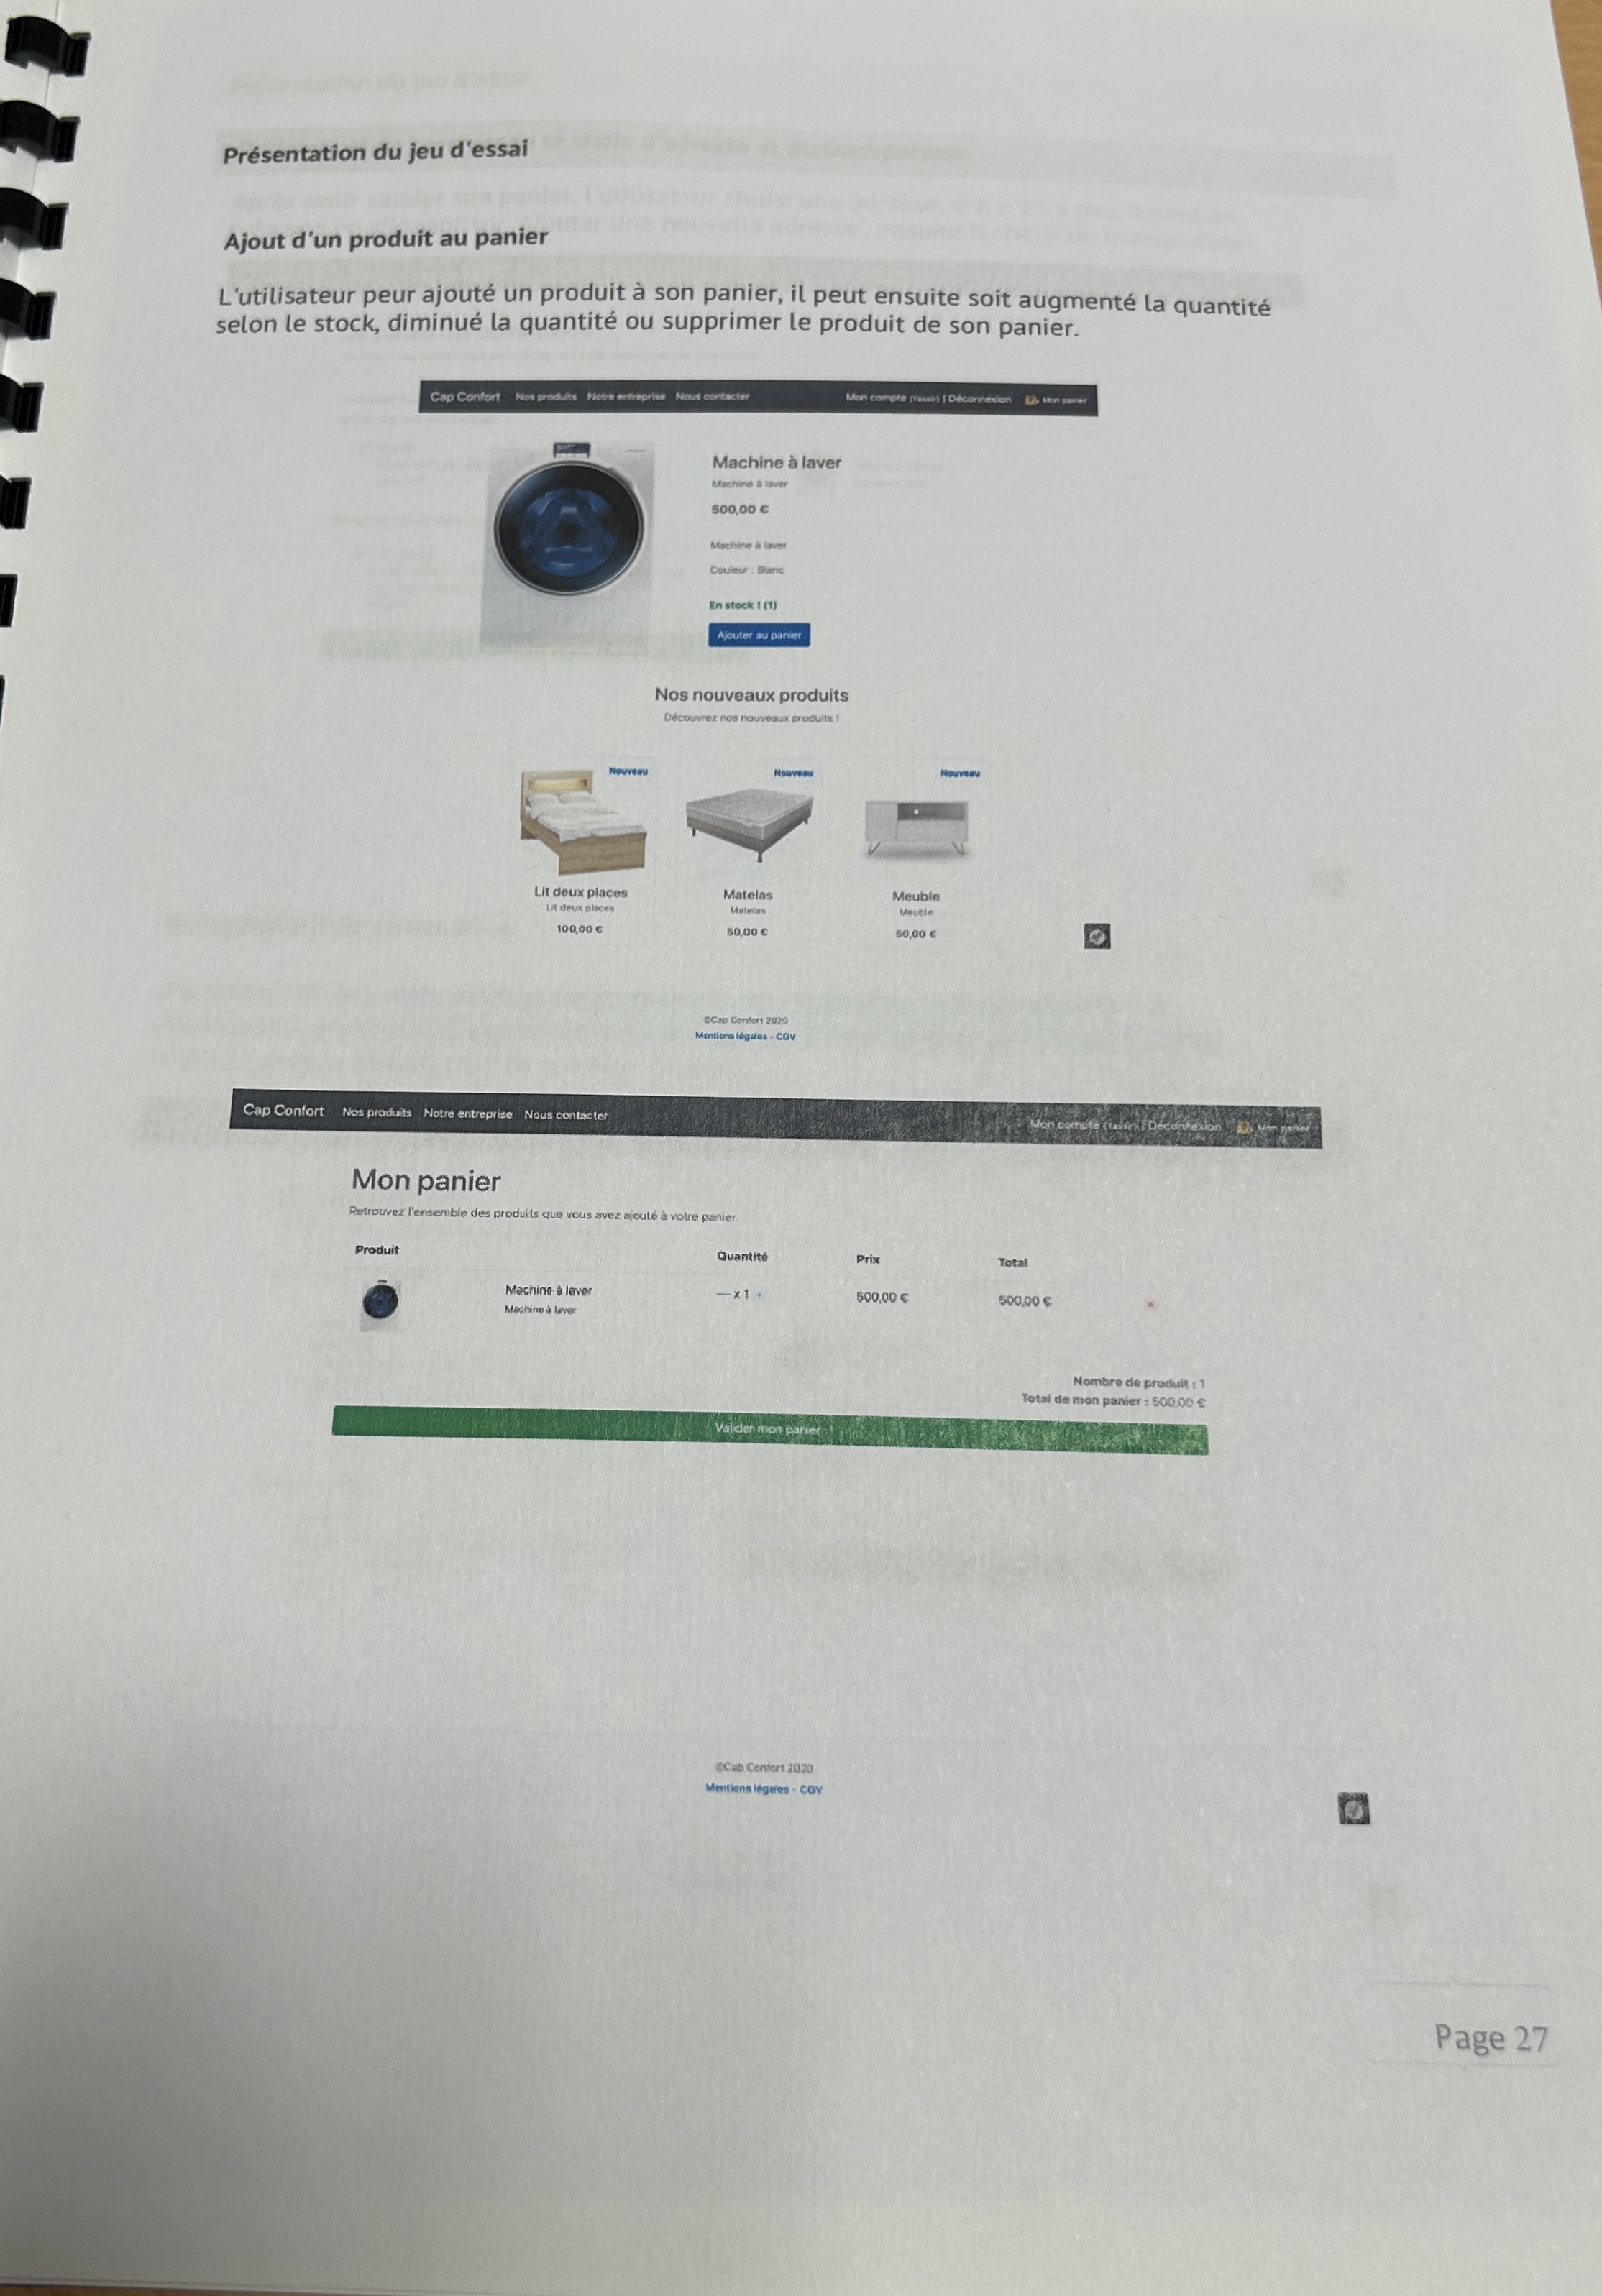 Présentation du jeu d'essai
Ajout d'un produit au panier
L'utilisateur peur ajouté un produit à son panier, il peut ensuite soit augmenté la quantité
selon le stock, diminué la quantité ou supprimer le produit de son panier.
Cap Confort Nos produits Notre entreprise Nous contacter Mon compte (Yassir) | Déconnexion Mon panier
Machine à laver
Machine à laver
500,00 €
Machine à laver
Couleur : Blanc
En stock ! (1)
Ajouter au panier
Nos nouveaux produits
Découvrez nos nouveaux produits !
Nouveau Nouveau Nouveau
Lit deux places Matelas Meuble
Lit deux places Matelas Meuble
100,00 € 50,00 € 50,00 €
©Cap Confort 2020
Mentions légales - CGV
Cap Confort Nos produits Notre entreprise Nous contacter Mon compte (Yassir) | Déconnexion Mon panier
Mon panier
Retrouvez l'ensemble des produits que vous avez ajouté à votre panier.
Produit Quantité Prix Total
Machine à laver — x 1 + 500,00 € 500,00 € x
Machine à laver
Nombre de produit : 1
Total de mon panier : 500,00 €
Valider mon panier
©Cap Confort 2020
Mentions légales - CGV
Page 27